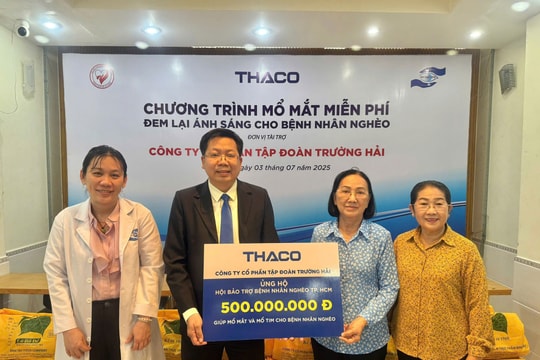 THACO
CHƯƠNG TRÌNH MỔ MẮT MIỄN PHÍ
ĐEM LẠI ÁNH SÁNG CHO BỆNH NHÂN NGHÈO
ĐƠN VỊ TÀI TRỢ
CÔNG TY PHẦN TẬP ĐOÀN TRƯỜNG HẢI
03 tháng 07 năm 2025
THACO
CÔNG TY CỔ PHẦN TẬP ĐOÀN TRƯỜNG HẢI
ỦNG HỘ
HỘI BẢO TRỢ BỆNH NHÂN NGHÈO TP. HCM
500.000.000 Đ
GIÚP MỔ MẮT VÀ MỔ TIM CHO BỆNH NHÂN NGHÈO